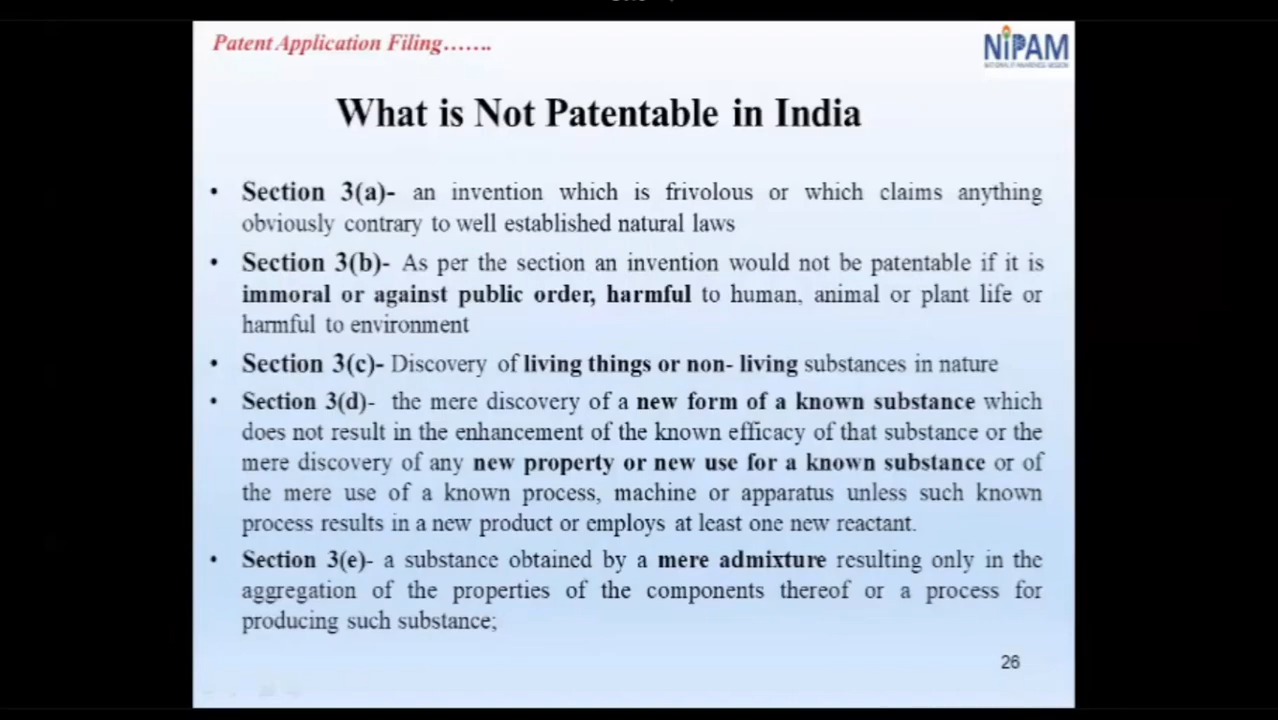 Patent Application Filing.......
NIPAM
What is Not Patentable in India
• Section 3(a)- an invention which is frivolous or which claims anything
obviously contrary to well established natural laws
• Section 3(b)- As per the section an invention would not be patentable if it is
immoral or against public order, harmful to human, animal or plant life or
harmful to environment
• Section 3(c)- Discovery of living things or non- living substances in nature
• Section 3(d)- the mere discovery of a new form of a known substance which
does not result in the enhancement of the known efficacy of that substance or the
mere discovery of any new property or new use for a known substance or of
the mere use of a known process, machine or apparatus unless such known
process results in a new product or employs at least one new reactant.
• Section 3(e)- a substance obtained by a mere admixture resulting only in the
aggregation of the properties of the components thereof or a process for
producing such substance;
26